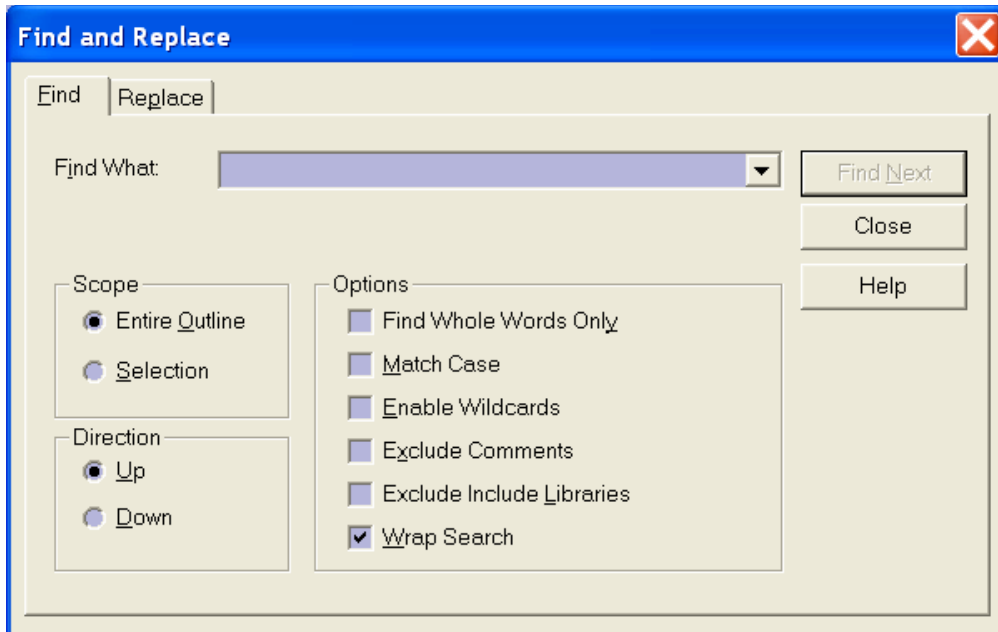 Find and Replace
Find
Replace
Find What:
Find Next
Close
Help
Scope
Entire Outline
Selection
Direction
Up
Down
Options
Find Whole Words Only
Match Case
Enable Wildcards
Exclude Comments
Exclude Include Libraries
Wrap Search